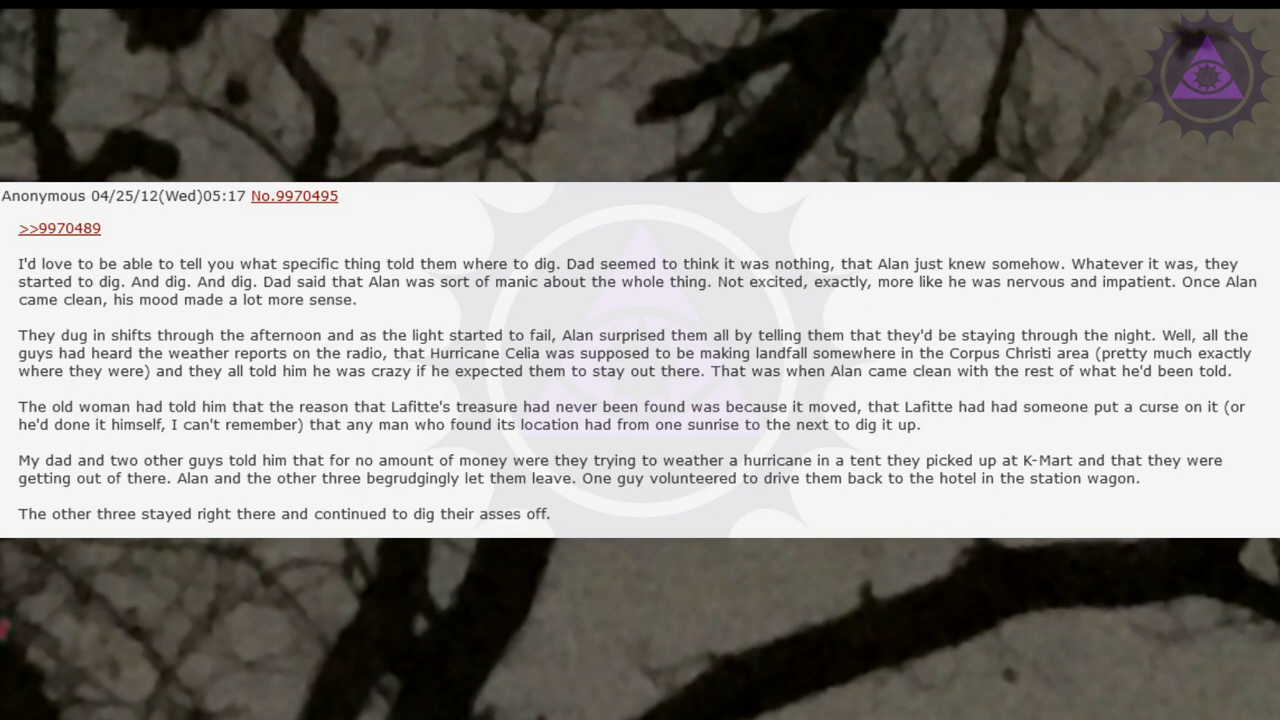 Anonymous 04/25/12(Wed)05:17 No.9970495
>>9970489
I'd love to be able to tell you what specific thing told them where to dig. Dad seemed to think it was nothing, that Alan just knew somehow. Whatever it was, they
started to dig. And dig. And dig. Dad said that Alan was sort of manic about the whole thing. Not excited, exactly, more like he was nervous and impatient. Once Alan
came clean, his mood made a lot more sense.
They dug in shifts through the afternoon and as the light started to fail, Alan surprised them all by telling them that they'd be staying through the night. Well, all the
guys had heard the weather reports on the radio, that Hurricane Celia was supposed to be making landfall somewhere in the Corpus Christi area (pretty much exactly
where they were) and they all told him he was crazy if he expected them to stay out there. That was when Alan came clean with the rest of what he'd been told.
The old woman had told him that the reason that Lafitte's treasure had never been found was because it moved, that Lafitte had had someone put a curse on it (or
he'd done it himself, I can't remember) that any man who found its location had from one sunrise to the next to dig it up.
My dad and two other guys told him that for no amount of money were they trying to weather a hurricane in a tent they picked up at K-Mart and that they were
getting out of there. Alan and the other three begrudgingly let them leave. One guy volunteered to drive them back to the hotel in the station wagon.
The other three stayed right there and continued to dig their asses off.